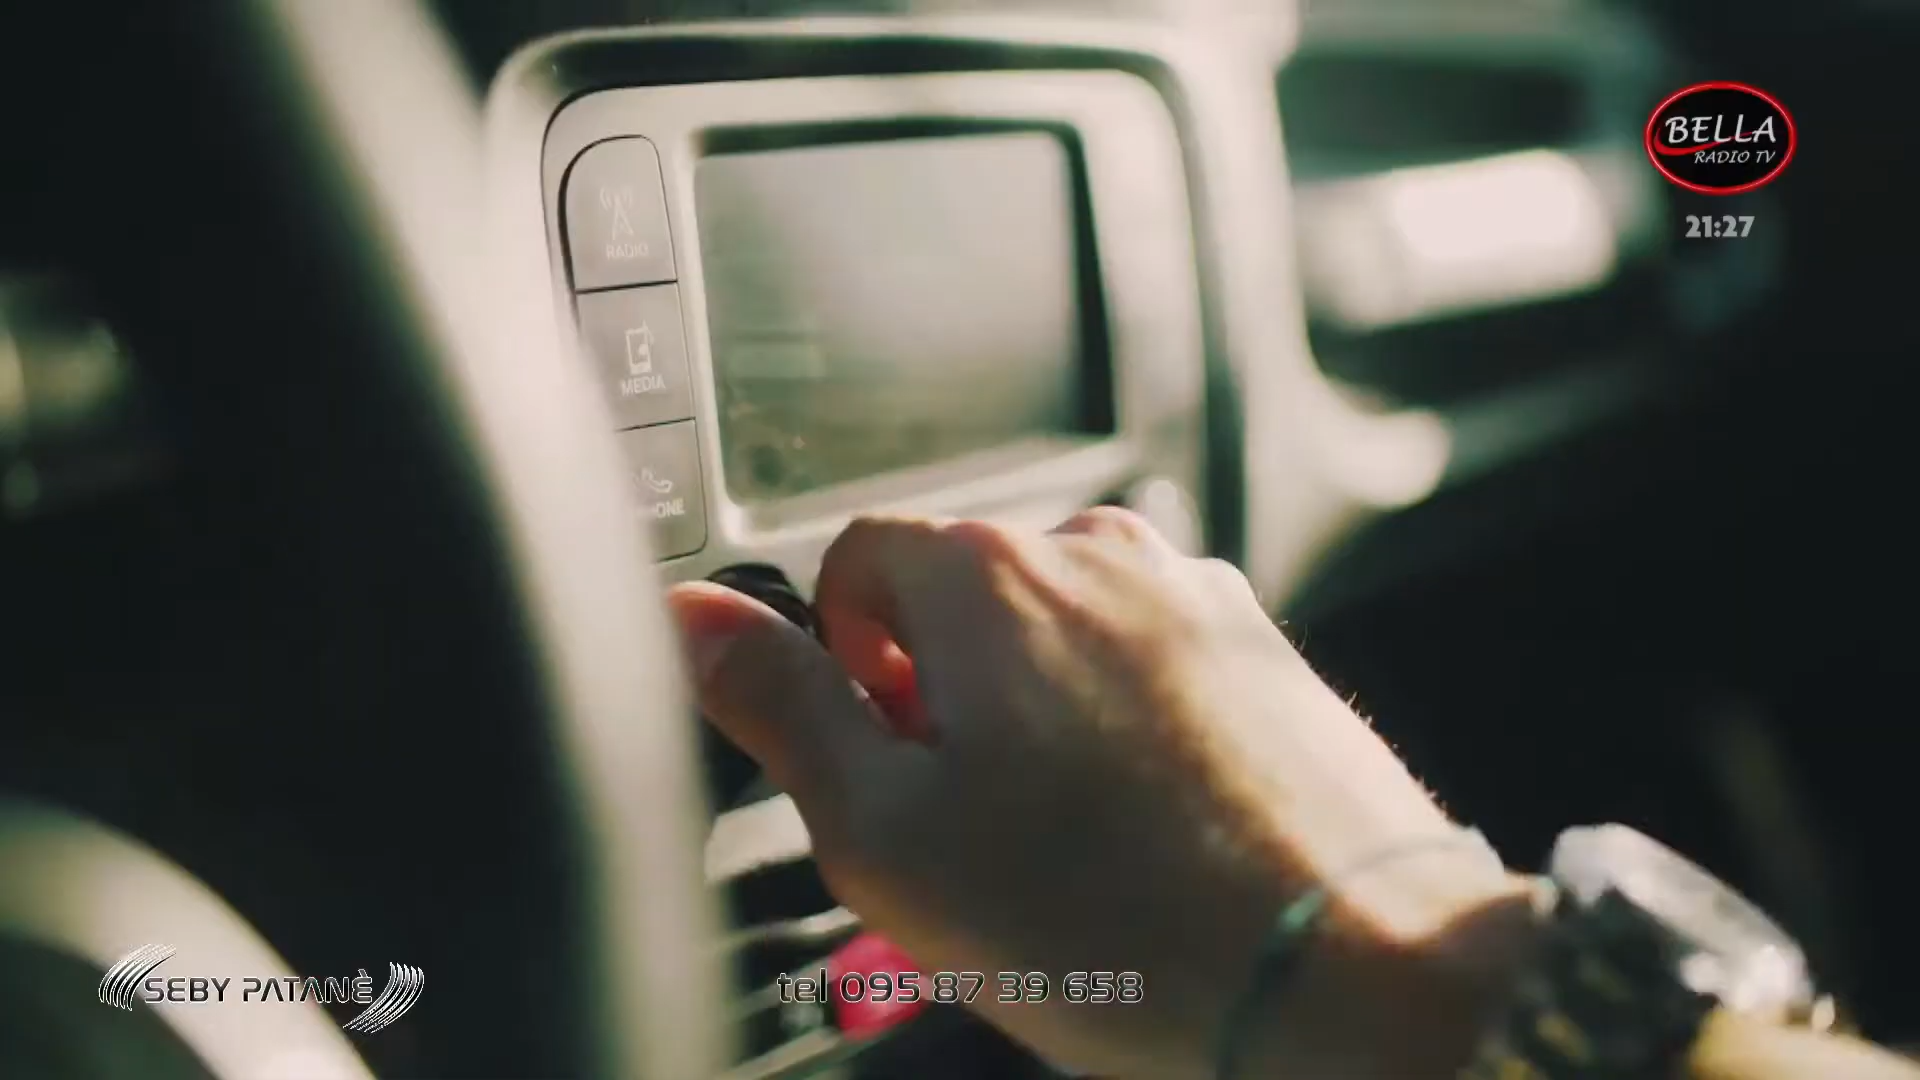 BELLA
RADIO TV
21:27
RADIO
MEDIA
SEBY PATANÈ
tel 095 87 39 658